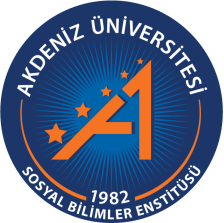 AKDENİZ ÜNİVERSİTESİ
1982
SOSYAL BİLİMLER ENSTİTÜSÜ